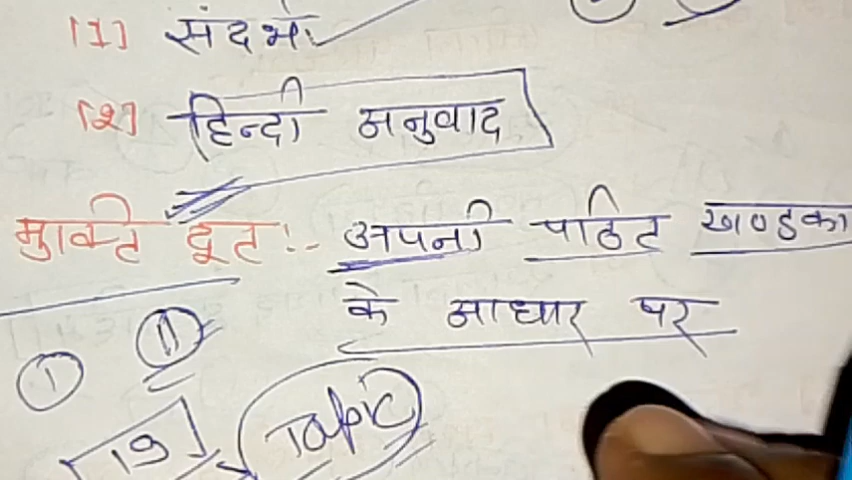 [1] संदर्भ
[2] हिन्दी अनुवाद
मुक्ति दूत:- अपनी पठित खण्डका
के आधार पर
① ⑪
19 Topic